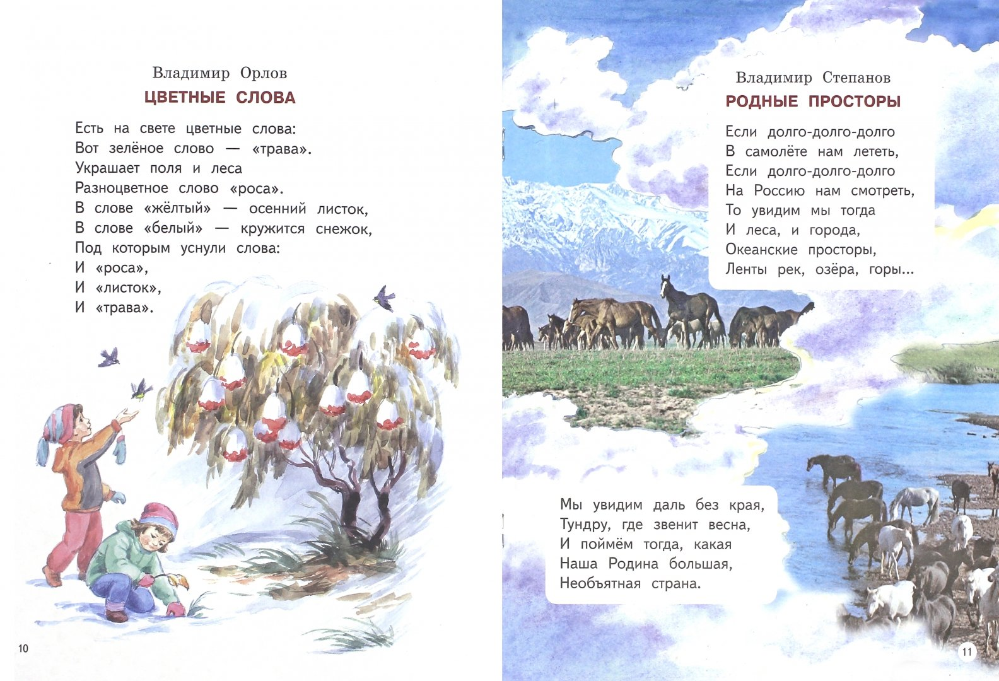 Владимир Орлов
ЦВЕТНЫЕ СЛОВА
Есть на свете цветные слова:
Вот зелёное слово — «трава».
Украшает поля и леса
Разноцветное слово «роса».
В слове «жёлтый» — осенний листок,
В слове «белый» — кружится снежок,
Под которым уснули слова:
И «роса»,
И «листок»,
И «трава».
10
Владимир Степанов
РОДНЫЕ ПРОСТОРЫ
Если долго-долго-долго
В самолёте нам лететь,
Если долго-долго-долго
На Россию нам смотреть,
То увидим мы тогда
И леса, и города,
Океанские просторы,
Ленты рек, озёра, горы...
Мы увидим даль без края,
Тундру, где звенит весна,
И поймём тогда, какая
Наша Родина большая,
Необъятная страна.
11